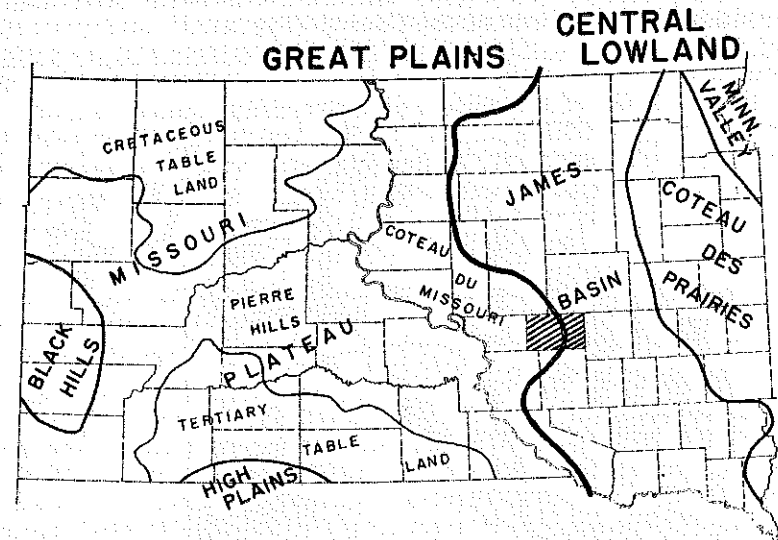 GREAT PLAINS
CENTRAL
LOWLAND
MINN.
VALLEY
CRETACEOUS
TABLE
LAND
JAMES
BASIN
COTEAU
DES
PRAIRIES
MISSOURI
PLATEAU
COTEAU
DU
MISSOURI
PIERRE
HILLS
BLACK
HILLS
TERTIARY
TABLE
LAND
HIGH
PLAINS